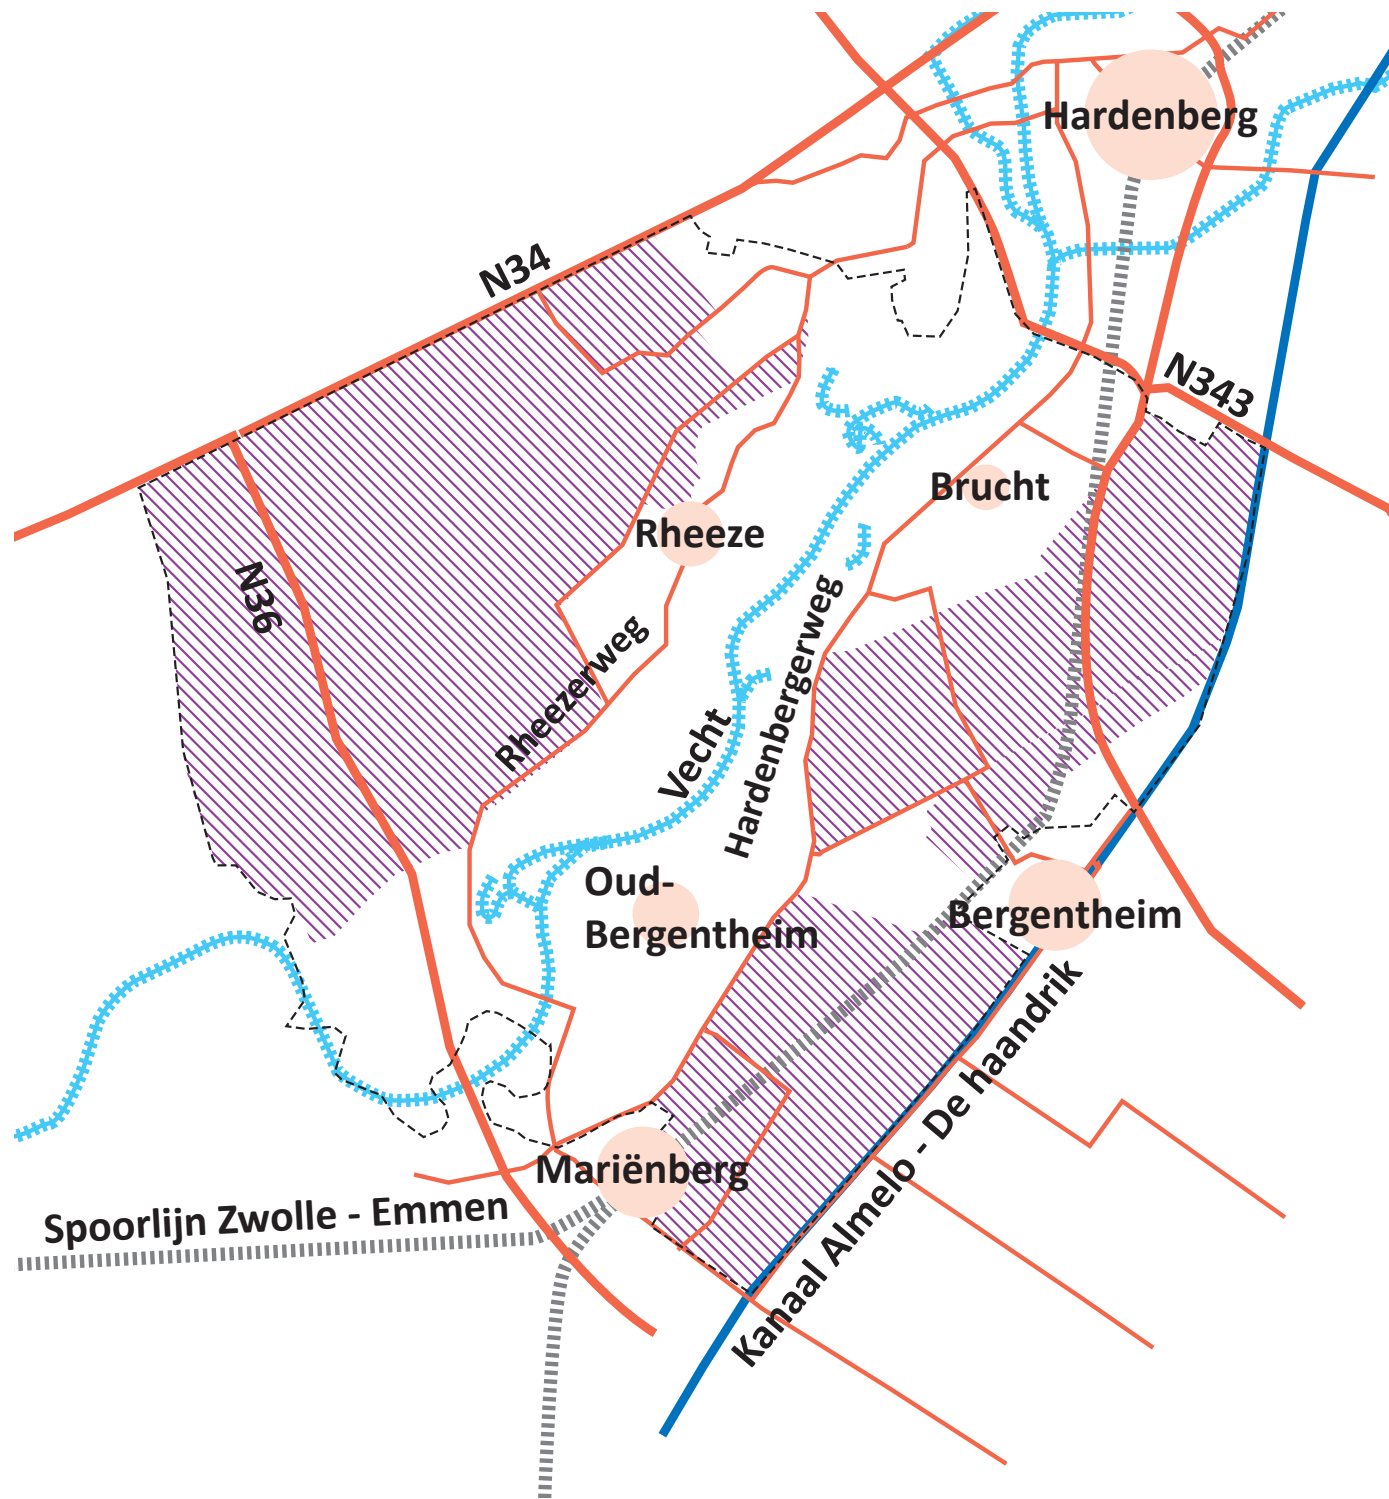 Hardenberg
N34
N343
Brucht
Rheeze
N36
Rheezerweg
Hardenbergerweg
Vecht
Oud-
Bergentheim
Bergentheim
Kanaal Almelo - De haandrik
Mariënberg
Spoorlijn Zwolle - Emmen